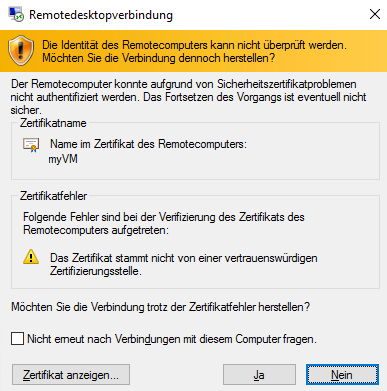 Remotedesktopverbindung
Die Identität des Remotecomputers kann nicht überprüft werden.
Möchten Sie die Verbindung dennoch herstellen?
Der Remotecomputer konnte aufgrund von Sicherheitszertifikatproblemen
nicht authentifiziert werden. Das Fortsetzen des Vorgangs ist eventuell nicht
sicher.
Zertifikatname
Name im Zertifikat des Remotecomputers:
myVM
Zertifikatfehler
Folgende Fehler sind bei der Verifizierung des Zertifikats des
Remotecomputers aufgetreten:
Das Zertifikat stammt nicht von einer vertrauenswürdigen
Zertifizierungsstelle.
Möchten Sie die Verbindung trotz der Zertifikatfehler herstellen?
Nicht erneut nach Verbindungen mit diesem Computer fragen.
Zertifikat anzeigen...
Ja
Nein